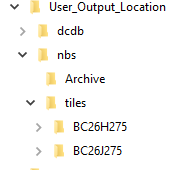 User_Output_Location
dcdb
nbs
Archive
tiles
BC26H275
BC26J275